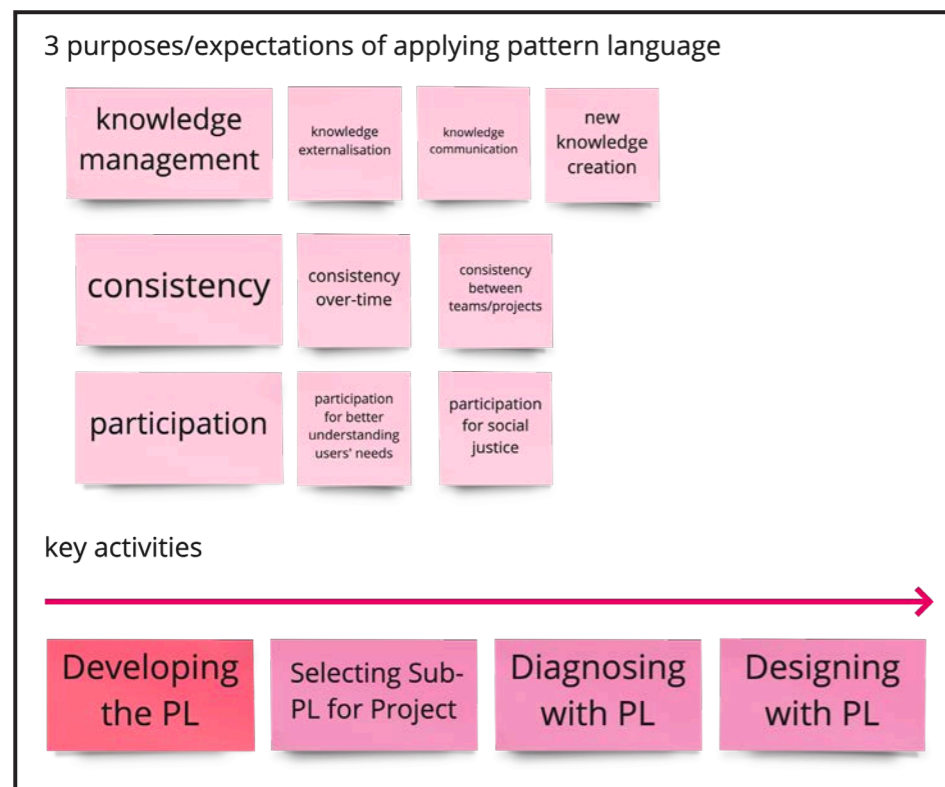 3 purposes/expectations of applying pattern language
knowledge
management
knowledge
externalisation
knowledge
communication
new
knowledge
creation
consistency
consistency
over-time
consistency
between
teams/projects
participation
participation
for better
understanding
users' needs
participation
for social
justice
key activities
Developing
the PL
Selecting Sub-
PL for Project
Diagnosing
with PL
Designing
with PL